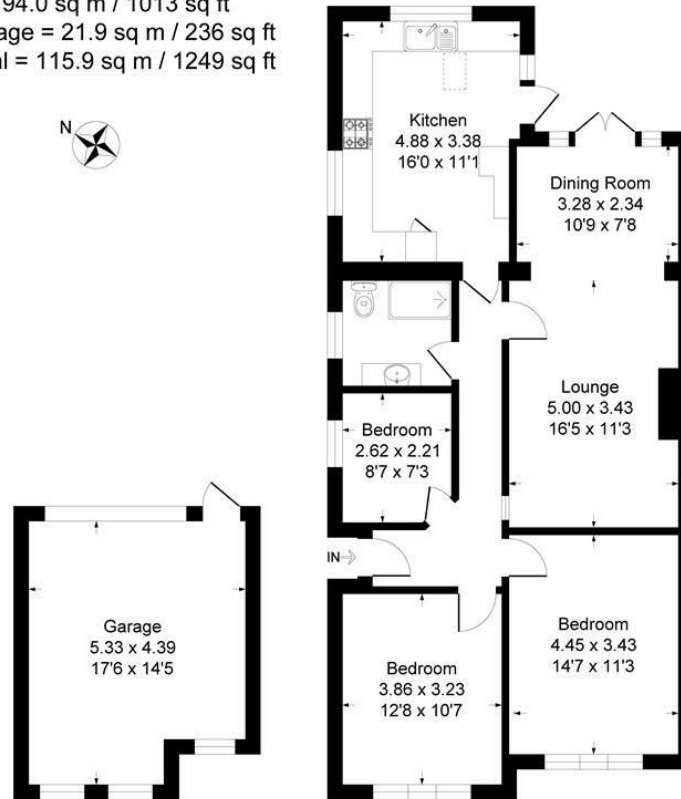 94.0 sq m / 1013 sq ft
age = 21.9 sq m / 236 sq ft
al = 115.9 sq m / 1249 sq ft
N
Kitchen
4.88 x 3.38
16'0 x 11'1
Dining Room
3.28 x 2.34
10'9 x 7'8
Lounge
5.00 x 3.43
16'5 x 11'3
Bedroom
2.62 x 2.21
8'7 x 7'3
IN
Garage
5.33 x 4.39
17'6 x 14'5
Bedroom
3.86 x 3.23
12'8 x 10'7
Bedroom
4.45 x 3.43
14'7 x 11'3